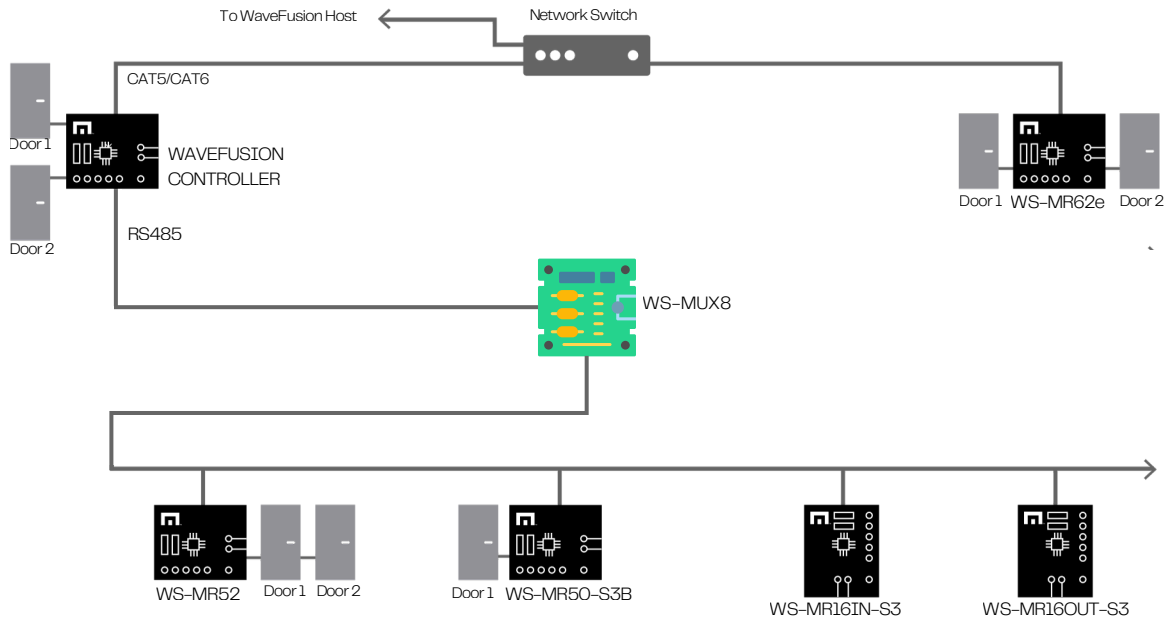 To WaveFusion Host
Network Switch
CAT5/CAT6
Door 1
WAVEFUSION
CONTROLLER
Door 2
RS485
Door 1
WS-MR62e
Door 2
WS-MUX8
WS-MR52
Door 1
Door 2
Door 1
WS-MR50-S3B
WS-MR16IN-S3
WS-MR16OUT-S3